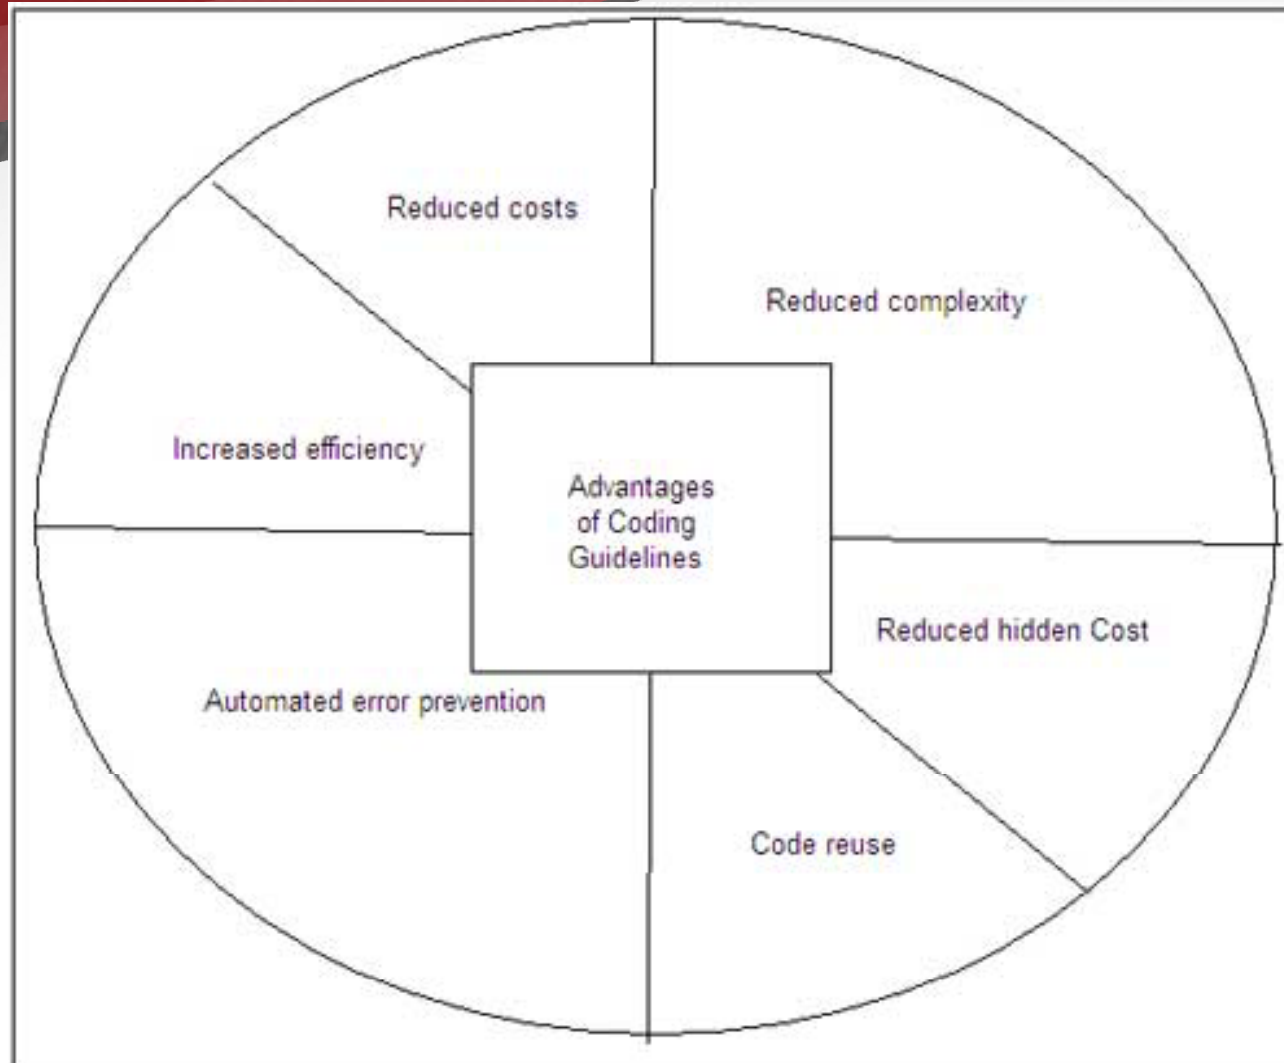 Reduced costs
Reduced complexity
Increased efficiency
Advantages
of Coding
Guidelines
Reduced hidden Cost
Automated error prevention
Code reuse